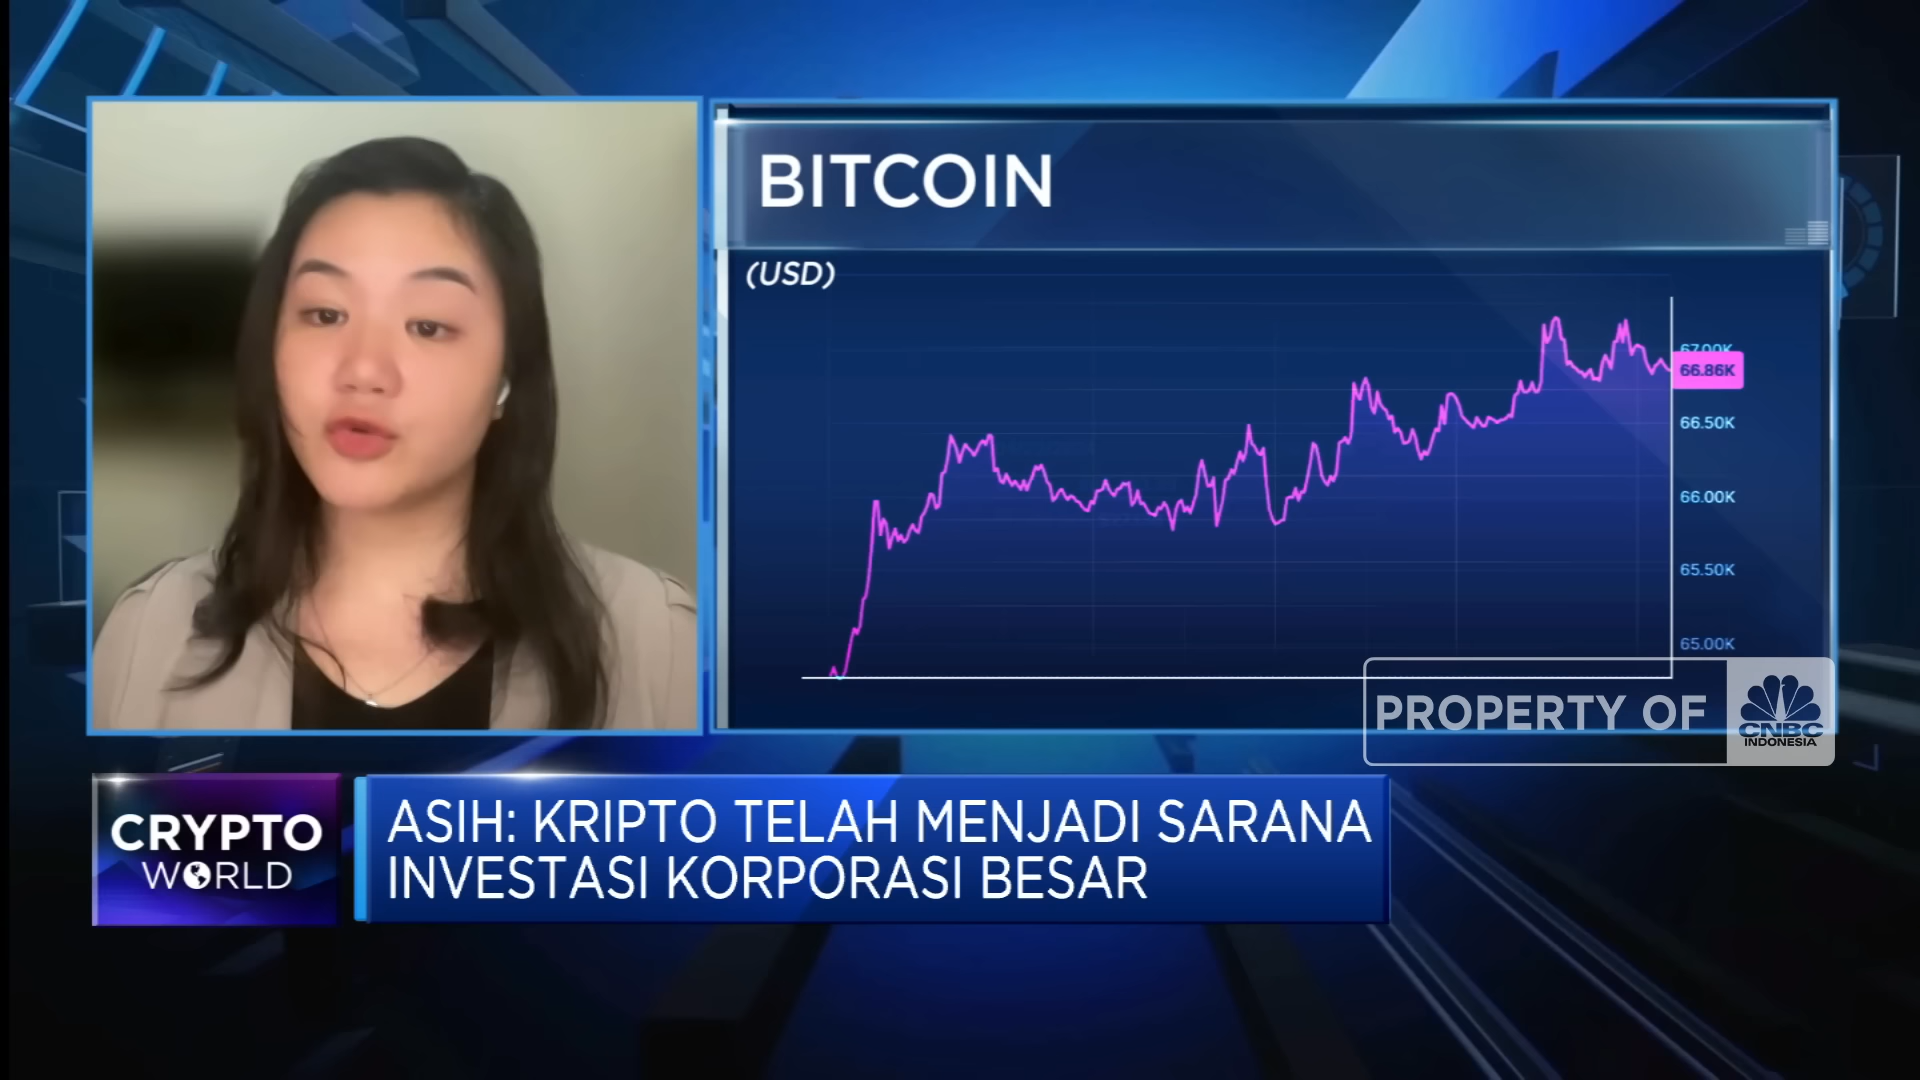 BITCOIN
(USD)
67.00K
66.86K
66.50K
66.00K
65.50K
65.00K
PROPERTY OF
CNBC
INDONESIA
CRYPTO
WORLD
ASIH: KRIPTO TELAH MENJADI SARANA
INVESTASI KORPORASI BESAR